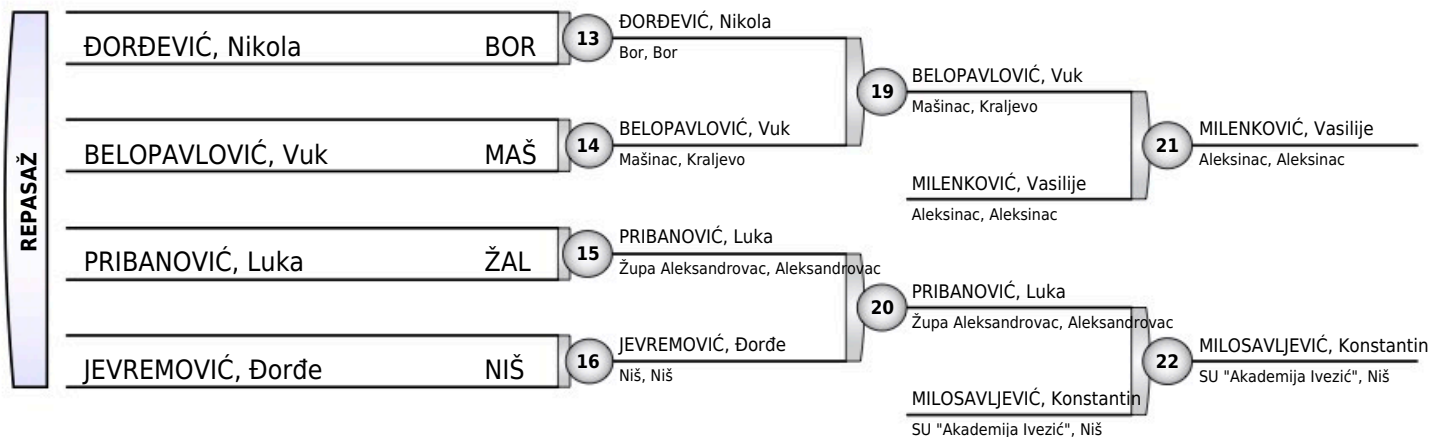 REPASAŽ
ĐORĐEVIĆ, Nikola BOR
BELOPAVLOVIĆ, Vuk MAŠ
PRIBANOVIĆ, Luka ŽAL
JEVREMOVIĆ, Đorđe NIŠ
13
ĐORĐEVIĆ, Nikola
Bor, Bor
14
BELOPAVLOVIĆ, Vuk
Mašinac, Kraljevo
15
PRIBANOVIĆ, Luka
Župa Aleksandrovac, Aleksandrovac
16
JEVREMOVIĆ, Đorđe
Niš, Niš
19
BELOPAVLOVIĆ, Vuk
Mašinac, Kraljevo
MILENKOVIĆ, Vasilije
Aleksinac, Aleksinac
20
PRIBANOVIĆ, Luka
Župa Aleksandrovac, Aleksandrovac
MILOSAVLJEVIĆ, Konstantin
SU "Akademija Ivezić", Niš
21
MILENKOVIĆ, Vasilije
Aleksinac, Aleksinac
22
MILOSAVLJEVIĆ, Konstantin
SU "Akademija Ivezić", Niš